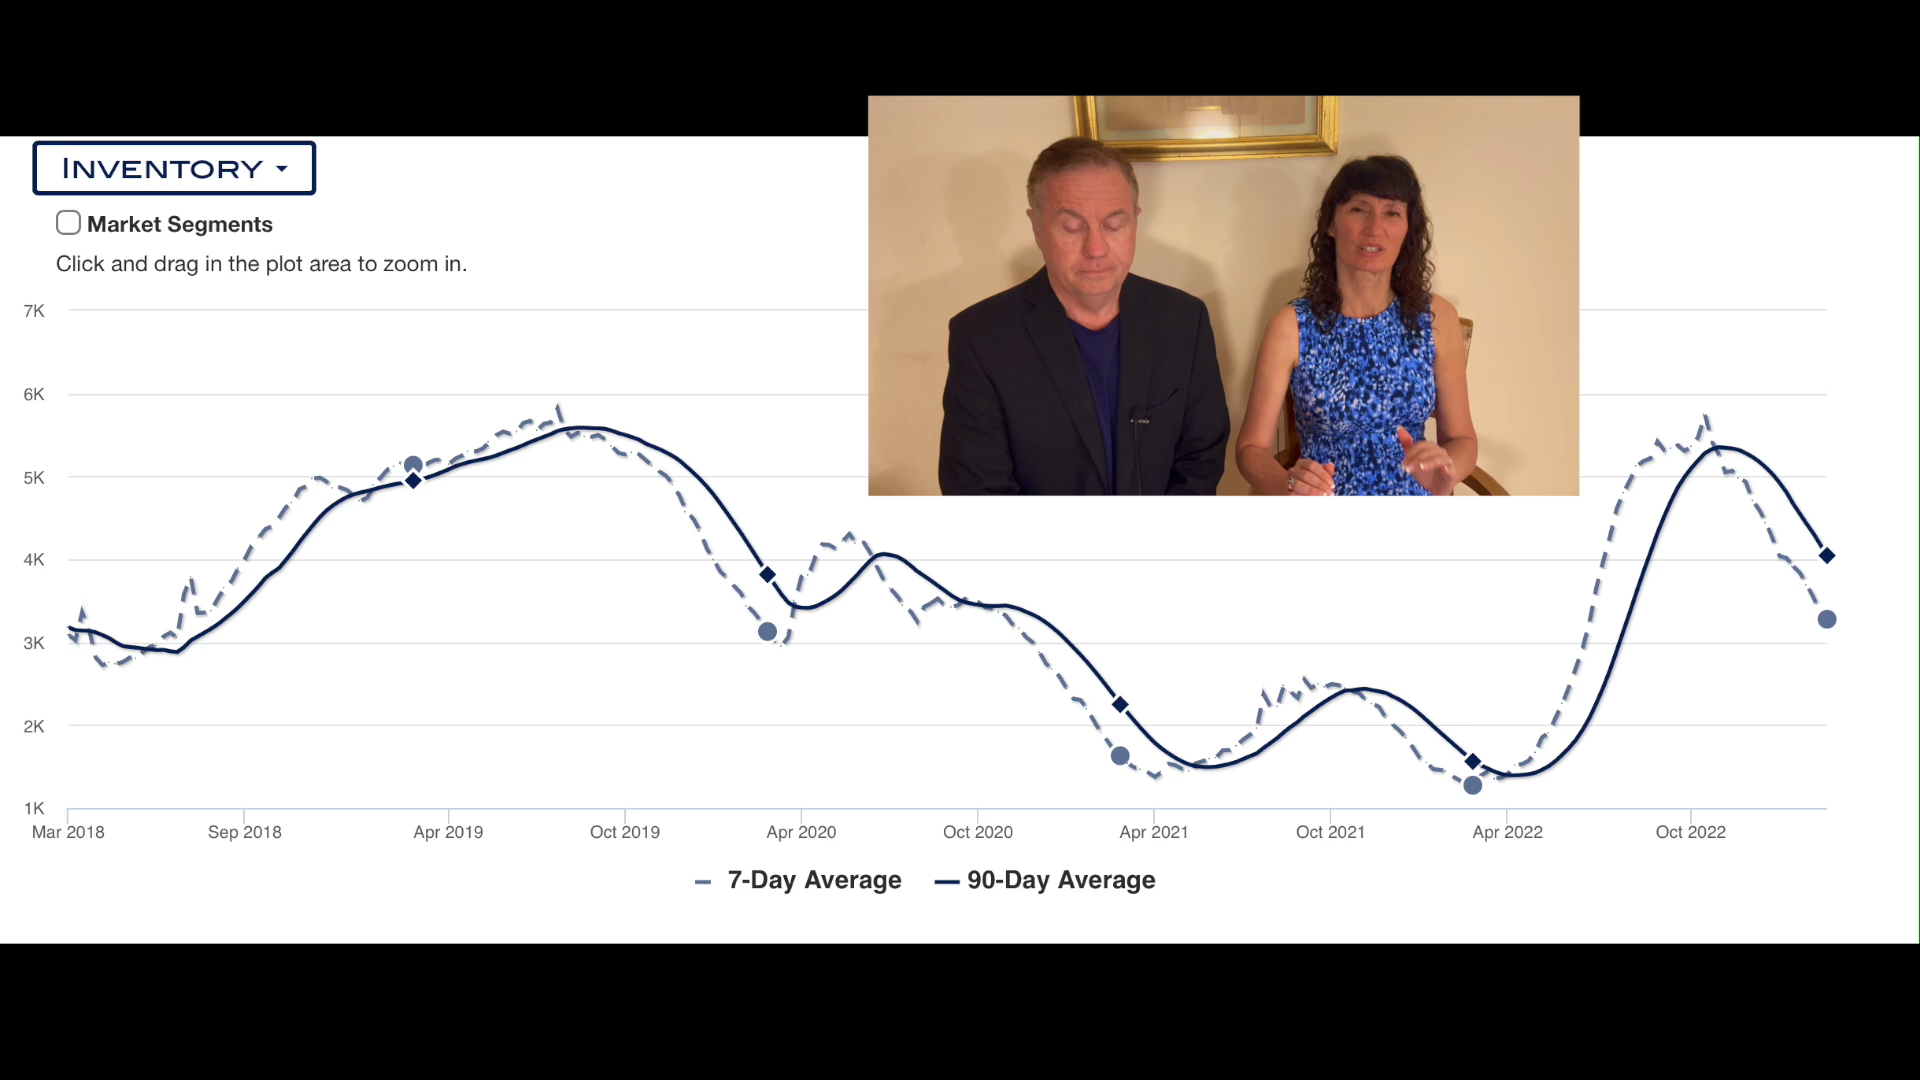 INVENTORY
Market Segments
Click and drag in the plot area to zoom in.
7K
6K
5K
4K
3K
2K
1K
Mar 2018 Sep 2018 Apr 2019 Oct 2019 Apr 2020 Oct 2020 Apr 2021 Oct 2021 Apr 2022 Oct 2022
7-Day Average 90-Day Average